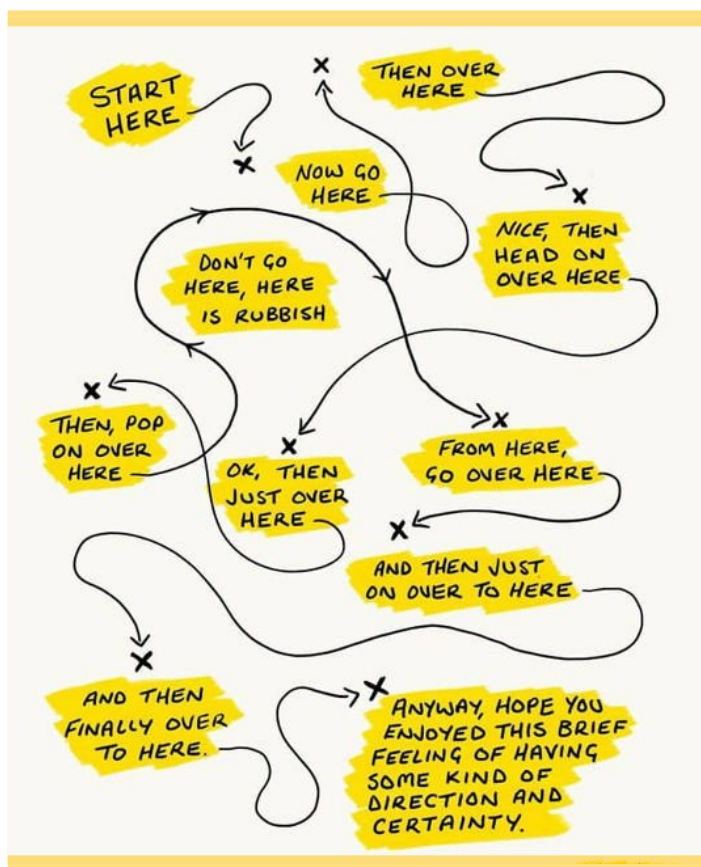 START
HERE
NOW GO
HERE
THEN OVER
HERE
NICE, THEN
HEAD ON
OVER HERE
OK, THEN
JUST OVER
HERE
THEN, POP
ON OVER
HERE
DON'T GO
HERE, HERE
IS RUBBISH
FROM HERE,
GO OVER HERE
AND THEN JUST
ON OVER TO HERE
AND THEN
FINALLY OVER
TO HERE.
ANYWAY, HOPE YOU
ENJOYED THIS BRIEF
FEELING OF HAVING
SOME KIND OF
DIRECTION AND
CERTAINTY.